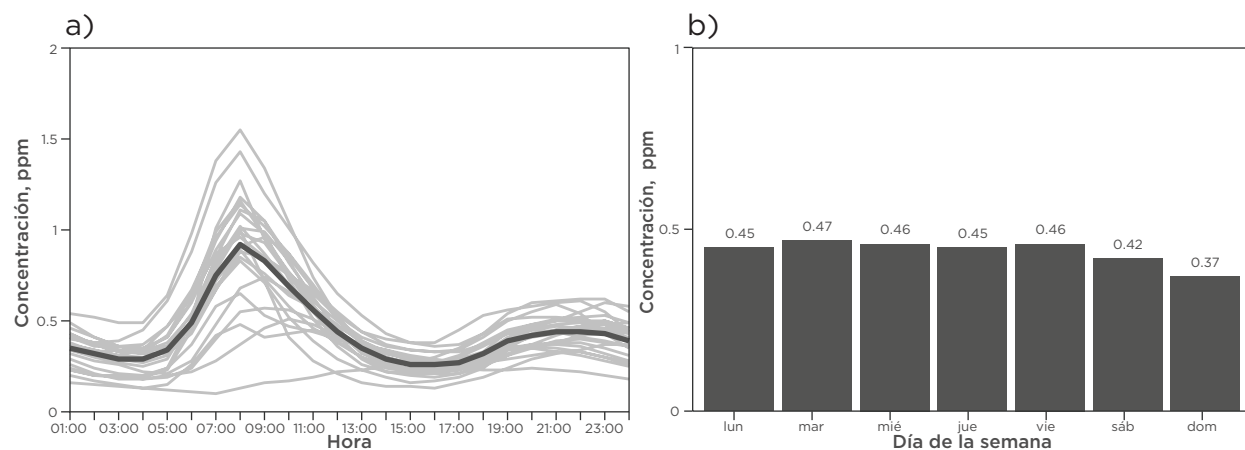 a)
2
1.5
1
0.5
0
Concentración, ppm
01:00 03:00 05:00 07:00 09:00 11:00 13:00 15:00 17:00 19:00 21:00 23:00
Hora
b)
1
0.5
0
Concentración, ppm
0.45 0.47 0.46 0.45 0.46 0.42 0.37
lun mar mié jue vie sáb dom
Día de la semana